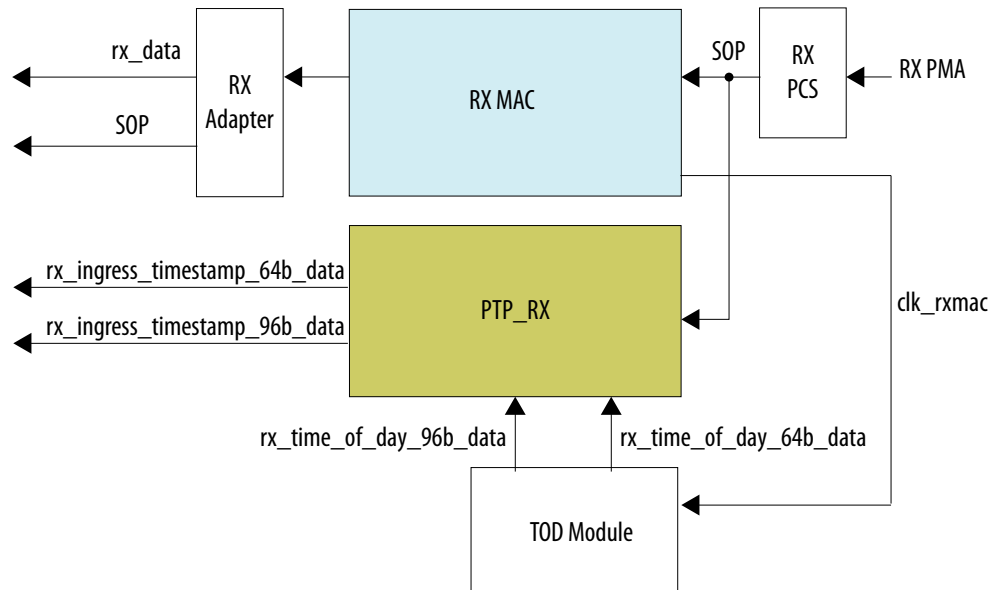 rx_data
SOP
RX
Adapter
RX MAC
SOP
RX
PCS
RX PMA
rx_ingress_timestamp_64b_data
rx_ingress_timestamp_96b_data
PTP_RX
clk_rxmac
rx_time_of_day_96b_data
rx_time_of_day_64b_data
TOD Module